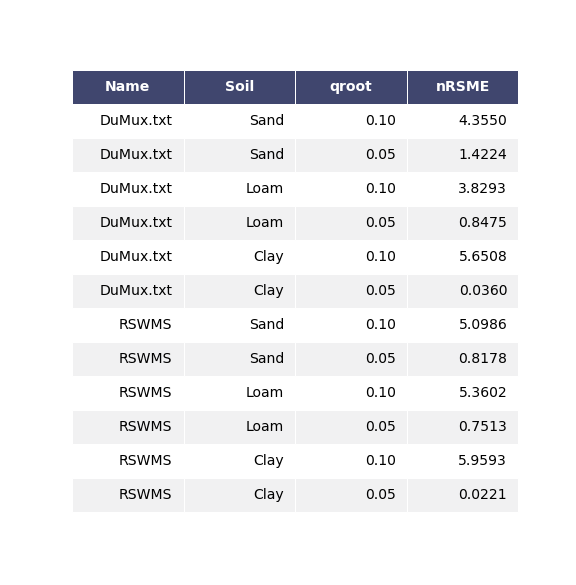 Name Soil qroot nRSME
DuMux.txt Sand 0.10 4.3550
DuMux.txt Sand 0.05 1.4224
DuMux.txt Loam 0.10 3.8293
DuMux.txt Loam 0.05 0.8475
DuMux.txt Clay 0.10 5.6508
DuMux.txt Clay 0.05 0.0360
RSWMS Sand 0.10 5.0986
RSWMS Sand 0.05 0.8178
RSWMS Loam 0.10 5.3602
RSWMS Loam 0.05 0.7513
RSWMS Clay 0.10 5.9593
RSWMS Clay 0.05 0.0221